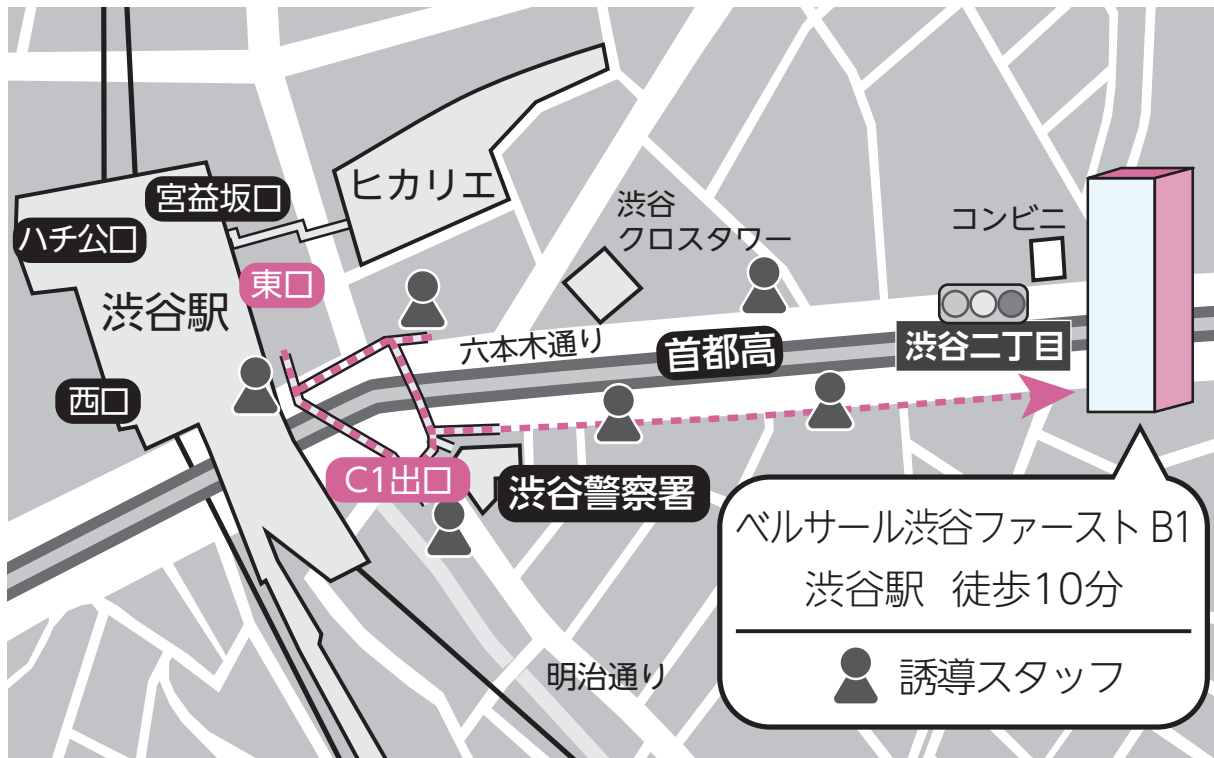 宮益坂口
ヒカリエ
ハチ公口
東口
渋谷駅
西口
渋谷
クロスタワー
コンビニ
六本木通り
首都高
渋谷二丁目
C1出口
渋谷警察署
明治通り
ベルサール渋谷ファースト B1
渋谷駅 徒歩10分
誘導スタッフ